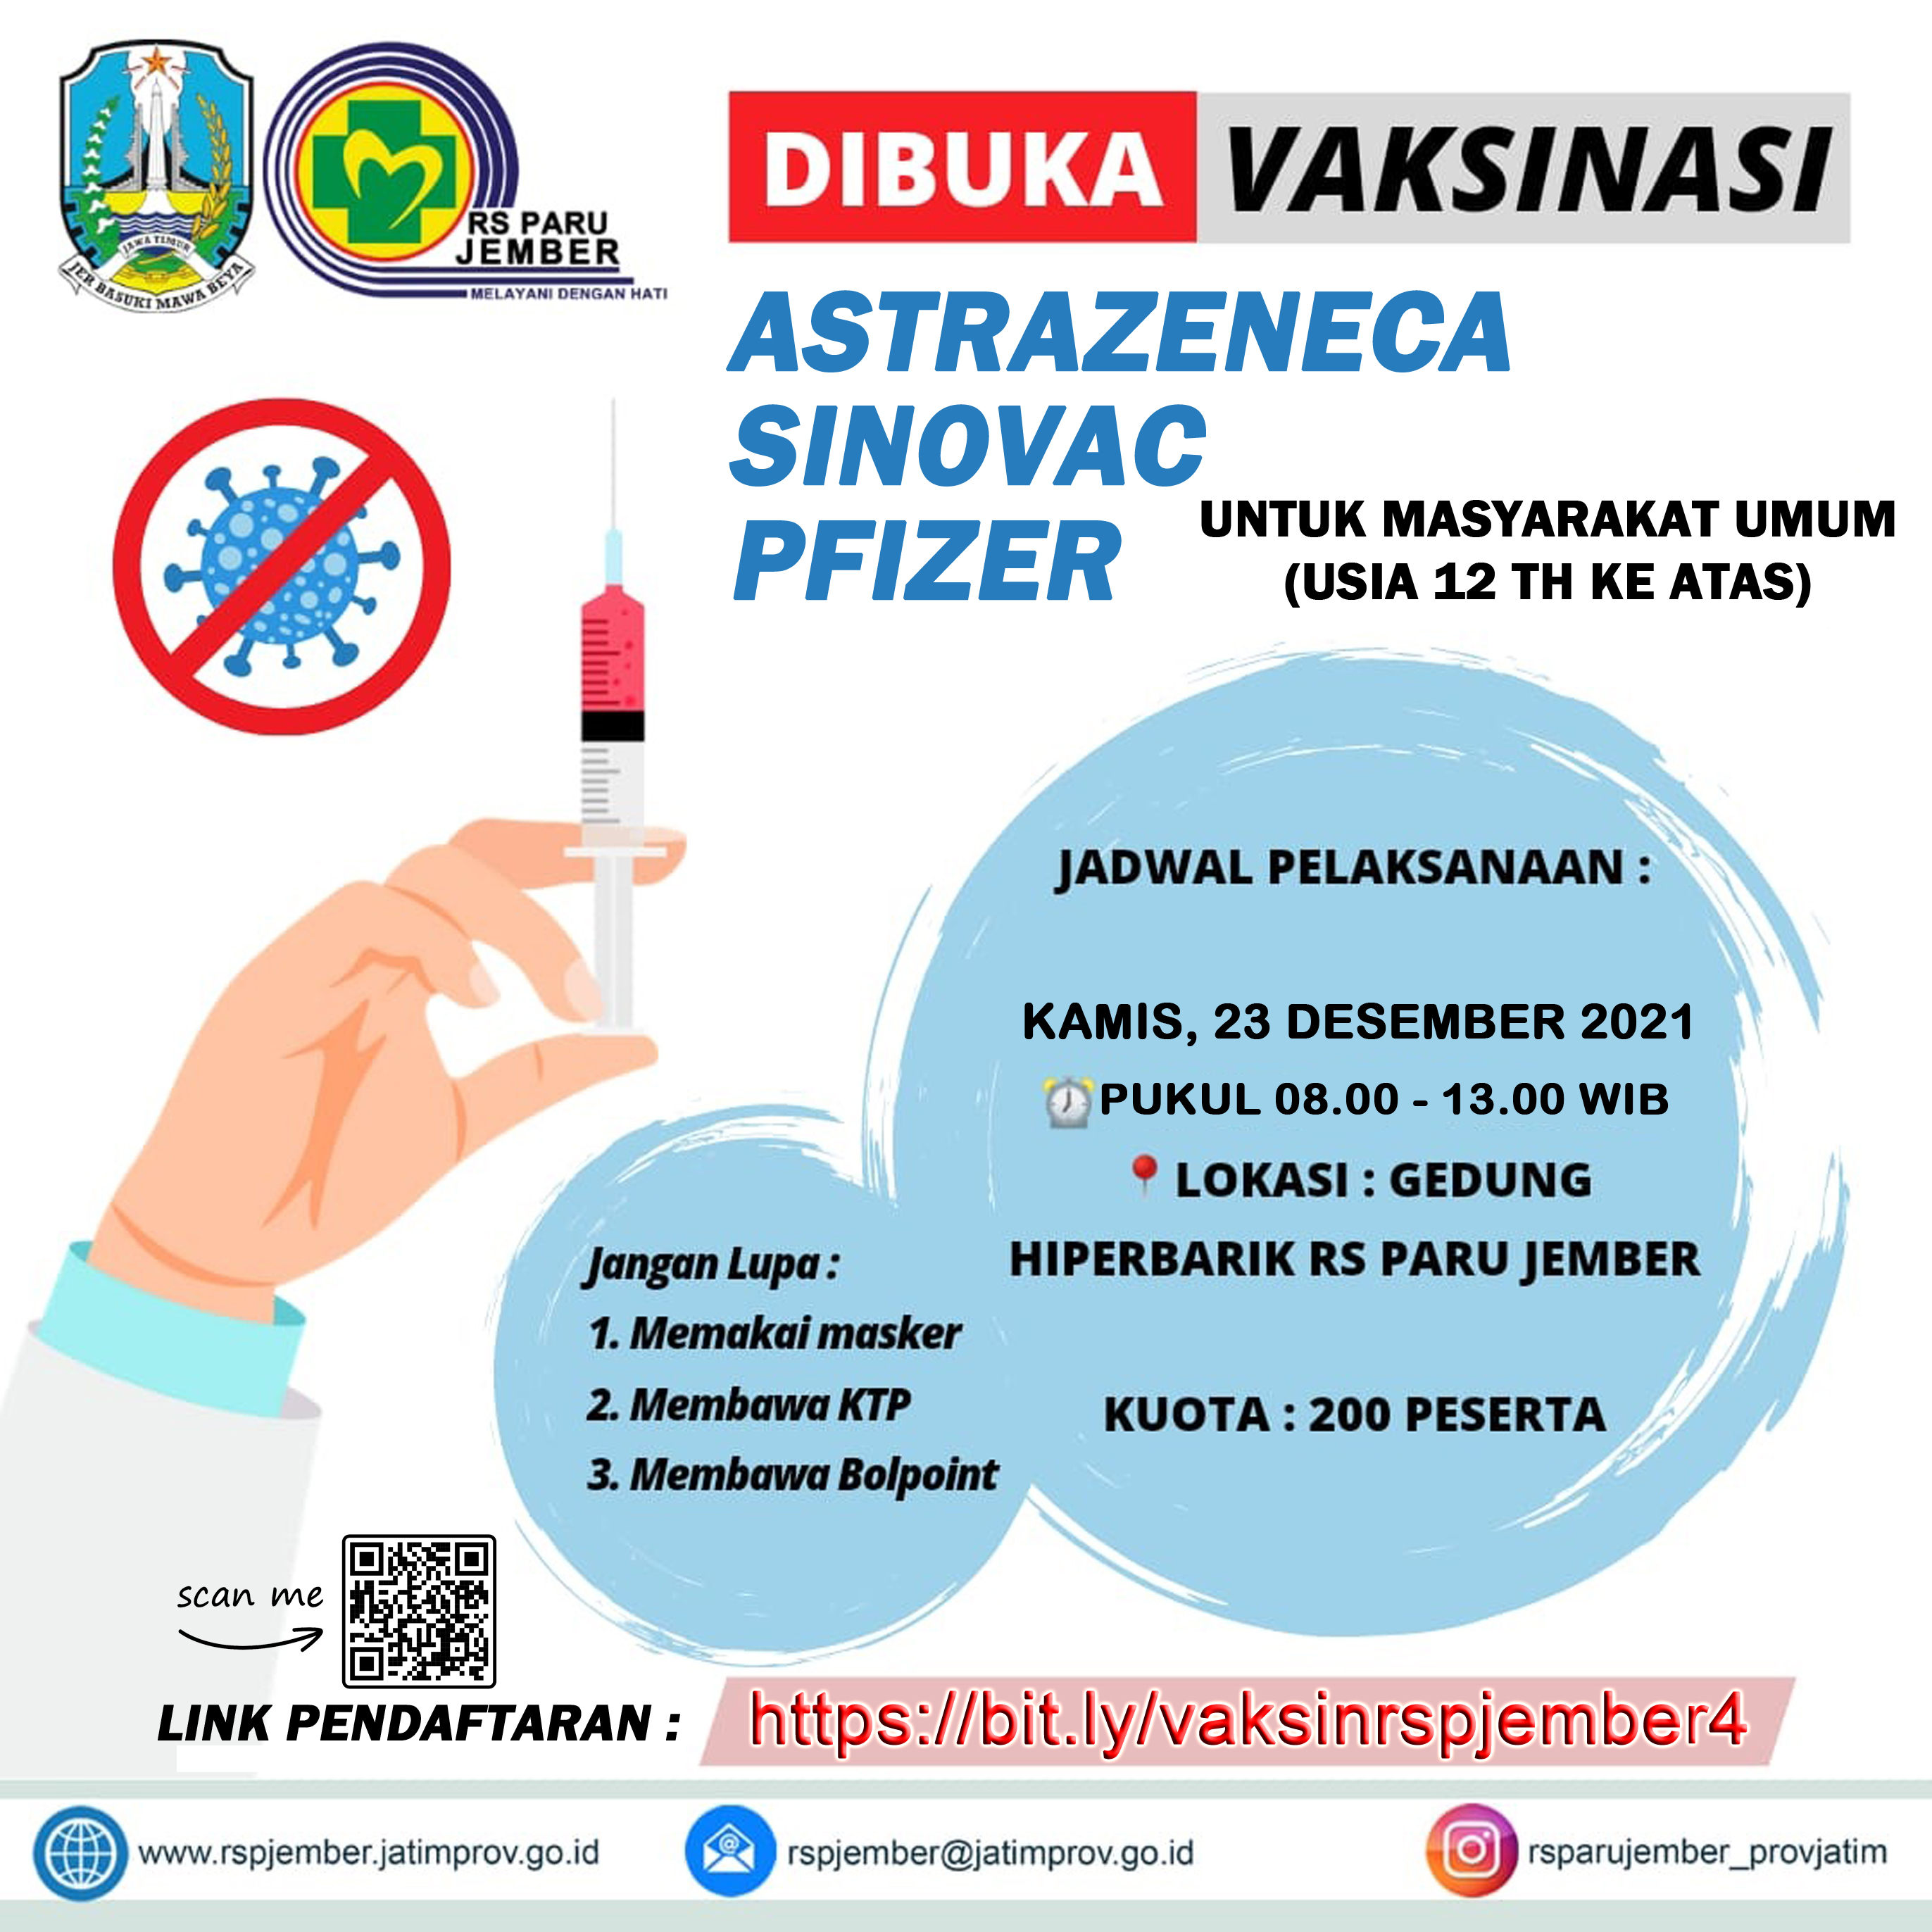 JAWA TIMUR
JER BASUKI MAWA BEYA
RS PARU
JEMBER
MELAYANI DENGAN HATI
DIBUKA VAKSINASI
ASTRAZENECA
SINOVAC
PFIZER
UNTUK MASYARAKAT UMUM
(USIA 12 TH KE ATAS)
JADWAL PELAKSANAAN :
KAMIS, 23 DESEMBER 2021
PUKUL 08.00 - 13.00 WIB
LOKASI : GEDUNG
HIPERBARIK RS PARU JEMBER
KUOTA : 200 PESERTA
Jangan Lupa :
1. Memakai masker
2. Membawa KTP
3. Membawa Bolpoint
scan me
LINK PENDAFTARAN : https://bit.ly/vaksinrspjember4
www.rspjember.jatimprov.go.id
rspjember@jatimprov.go.id
rsparujember_provjatim